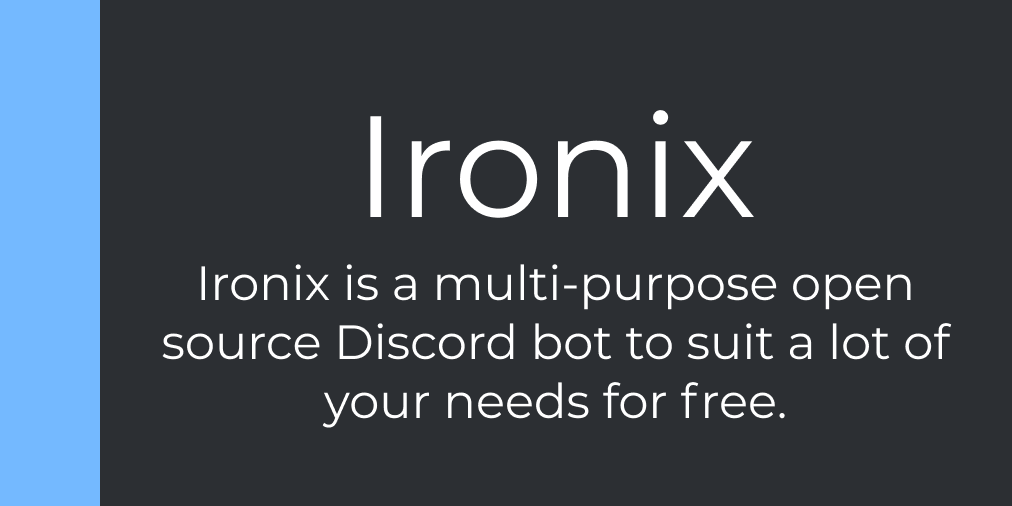 Ironix
Ironix is a multi-purpose open
source Discord bot to suit a lot of
your needs for free.